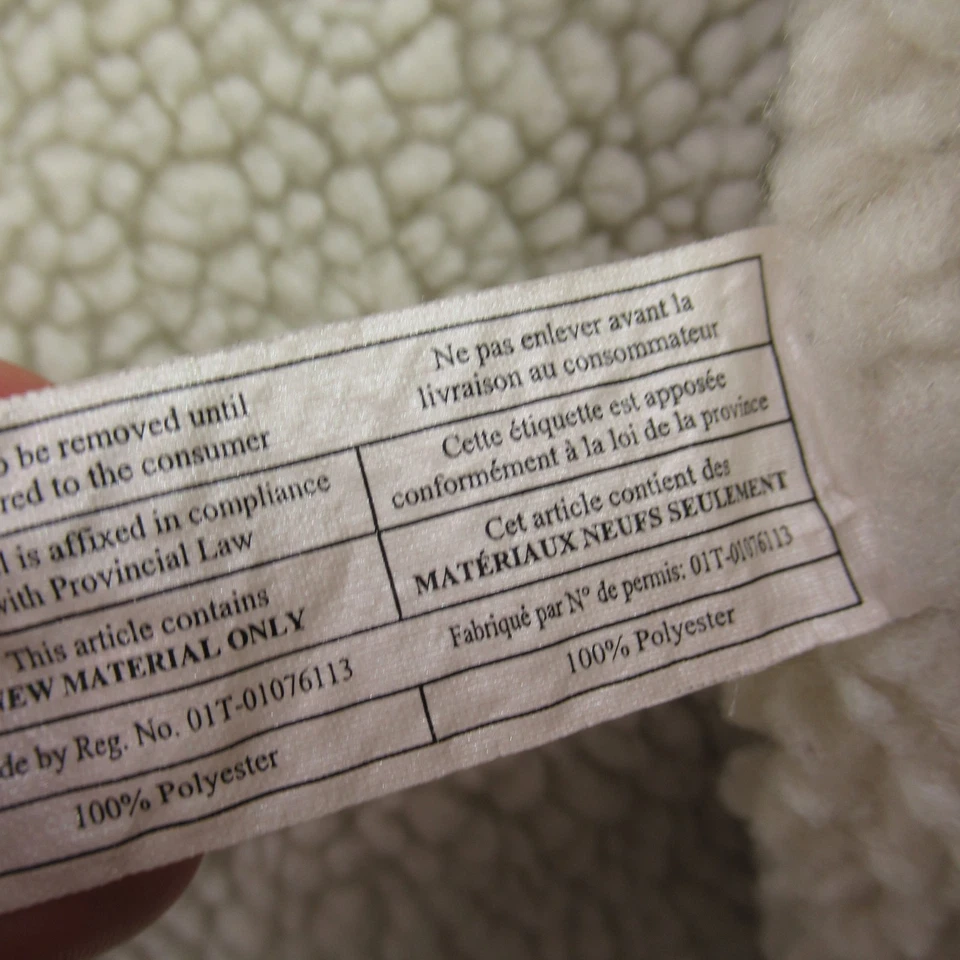 be removed until
red to the consumer
Ne pas enlever avant la
livraison au consommateur
is affixed in compliance
with Provincial Law
Cette étiquette est apposée
conformément à la loi de la province
This article contains
NEW MATERIAL ONLY
Cet article contient des
MATÉRIAUX NEUFS SEULEMENT
de by Reg. No. 01T-01076113
Fabriqué par N° de permis: 01T-01076113
100% Polyester
100% Polyester